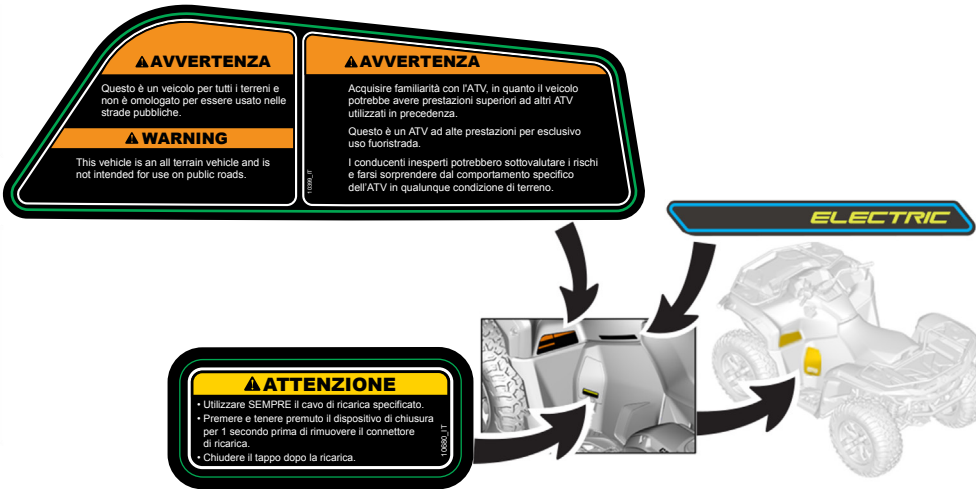 ⚠AVVERTENZA
Questo è un veicolo per tutti i terreni e
non è omologato per essere usato nelle
strade pubbliche.
⚠WARNING
This vehicle is an all terrain vehicle and is
not intended for use on public roads.
⚠AVVERTENZA
Acquisire familiarità con l'ATV, in quanto il veicolo
potrebbe avere prestazioni superiori ad altri ATV
utilizzati in precedenza.
Questo è un ATV ad alte prestazioni per esclusivo
uso fuoristrada.
I conducenti inesperti potrebbero sottovalutare i rischi
e farsi sorprendere dal comportamento specifico
dell'ATV in qualunque condizione di terreno.
10399_IT
ELECTRIC
⚠ATTENZIONE
• Utilizzare SEMPRE il cavo di ricarica specificato.
• Premere e tenere premuto il dispositivo di chiusura
per 1 secondo prima di rimuovere il connettore
di ricarica.
• Chiudere il tappo dopo la ricarica.
10680_IT